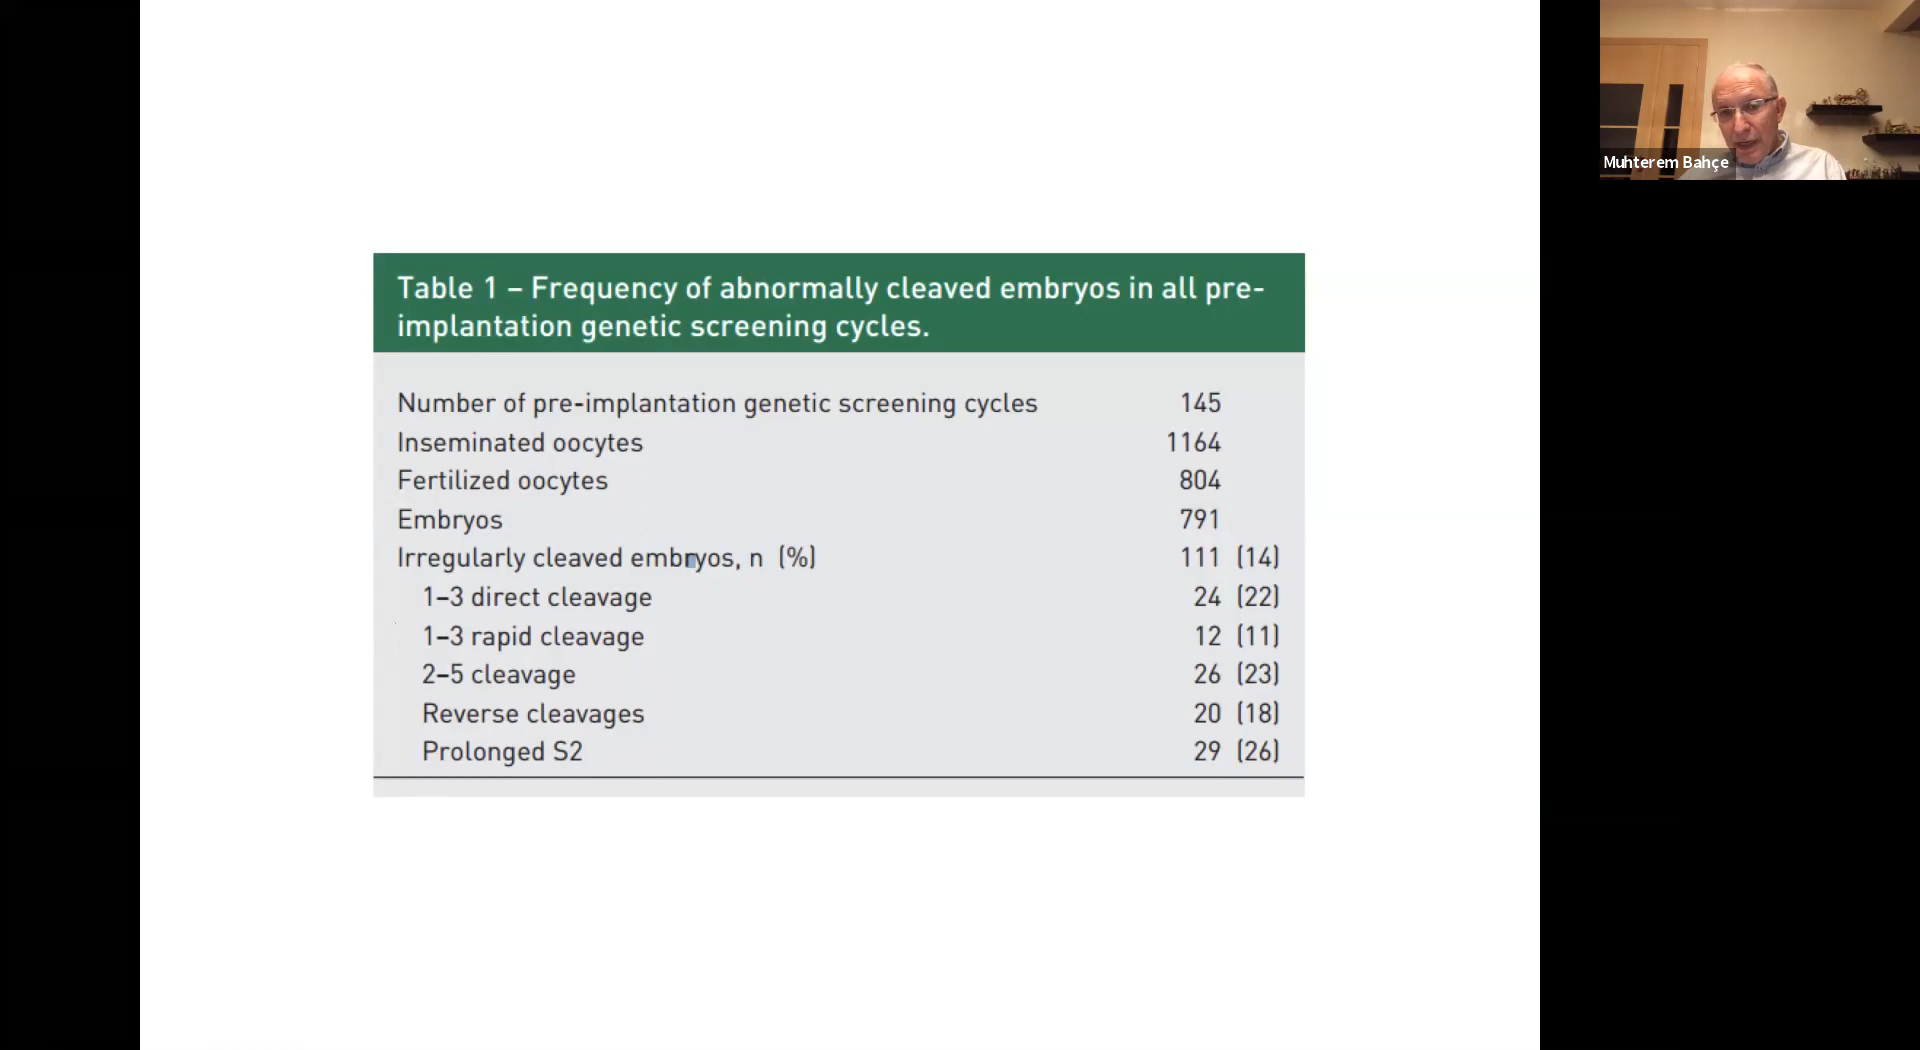 Table 1 – Frequency of abnormally cleaved embryos in all pre-
implantation genetic screening cycles.
Number of pre-implantation genetic screening cycles 145
Inseminated oocytes 1164
Fertilized oocytes 804
Embryos 791
Irregularly cleaved embryos, n (%) 111 (14)
1–3 direct cleavage 24 (22)
1–3 rapid cleavage 12 (11)
2–5 cleavage 26 (23)
Reverse cleavages 20 (18)
Prolonged S2 29 (26)
Muhterem Bahçe